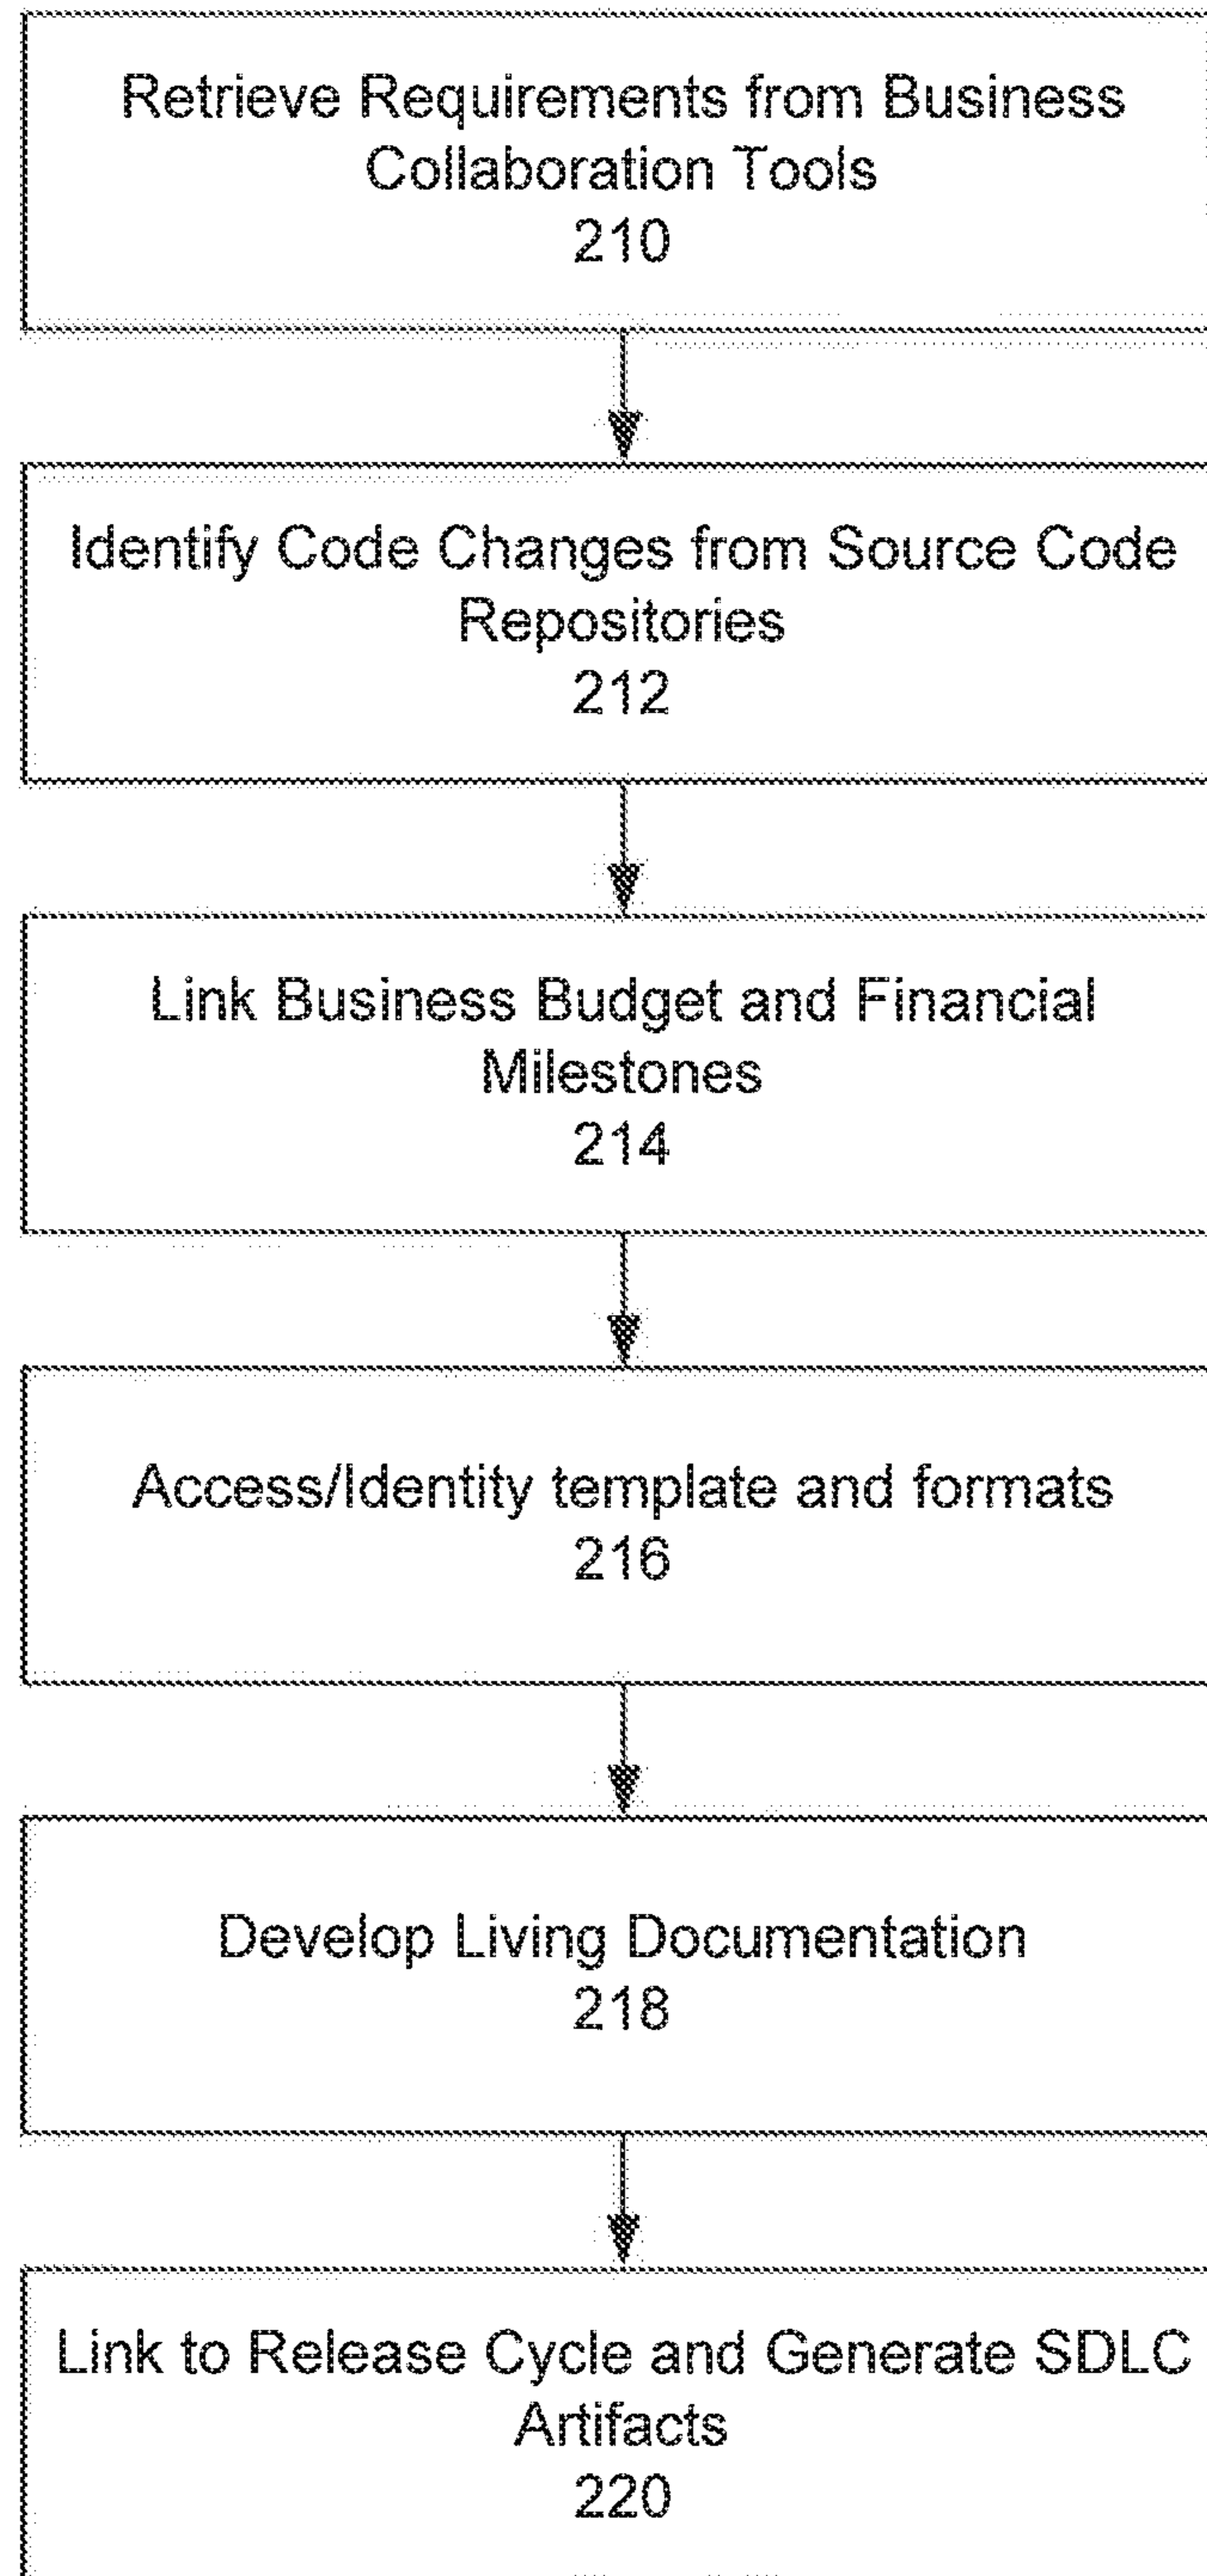 Retrieve Requirements from Business
Collaboration Tools
210
Identify Code Changes from Source Code
Repositories
212
Link Business Budget and Financial
Milestones
214
Access/Identity template and formats
216
Develop Living Documentation
218
Link to Release Cycle and Generate SDLC
Artifacts
220